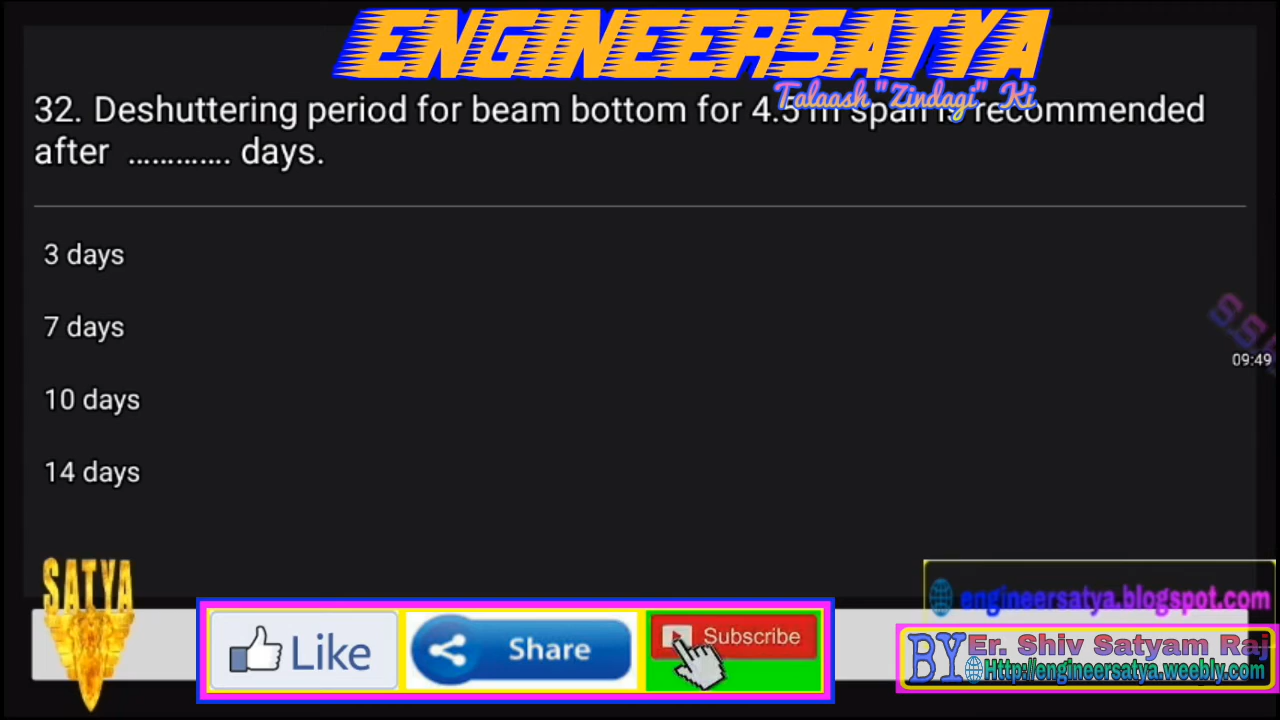 ENGINEERSATYA
Talaash "Zindagi" Ki
32. Deshuttering period for beam bottom for 4.5 m span is recommended
after ............. days.
3 days
7 days
S.S.
09:49
10 days
14 days
SATYA
engineersatya.blogspot.com
Like
Share
Subscribe
BY Er. Shiv Satyam Raj
Http://engineersatya.weebly.com